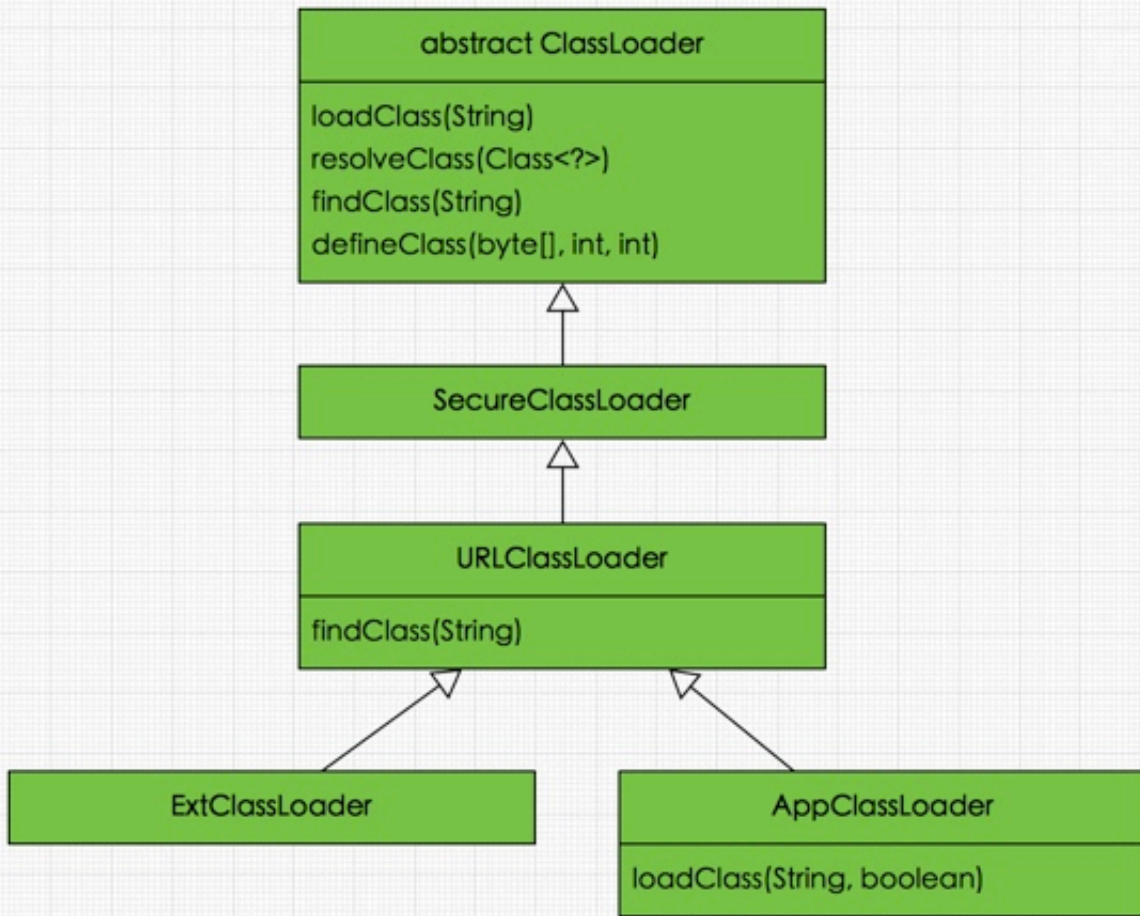 abstract ClassLoader
loadClass(String)
resolveClass(Class<?>)
findClass(String)
defineClass(byte[], int, int)
SecureClassLoader
URLClassLoader
findClass(String)
ExtClassLoader
AppClassLoader
loadClass(String, boolean)